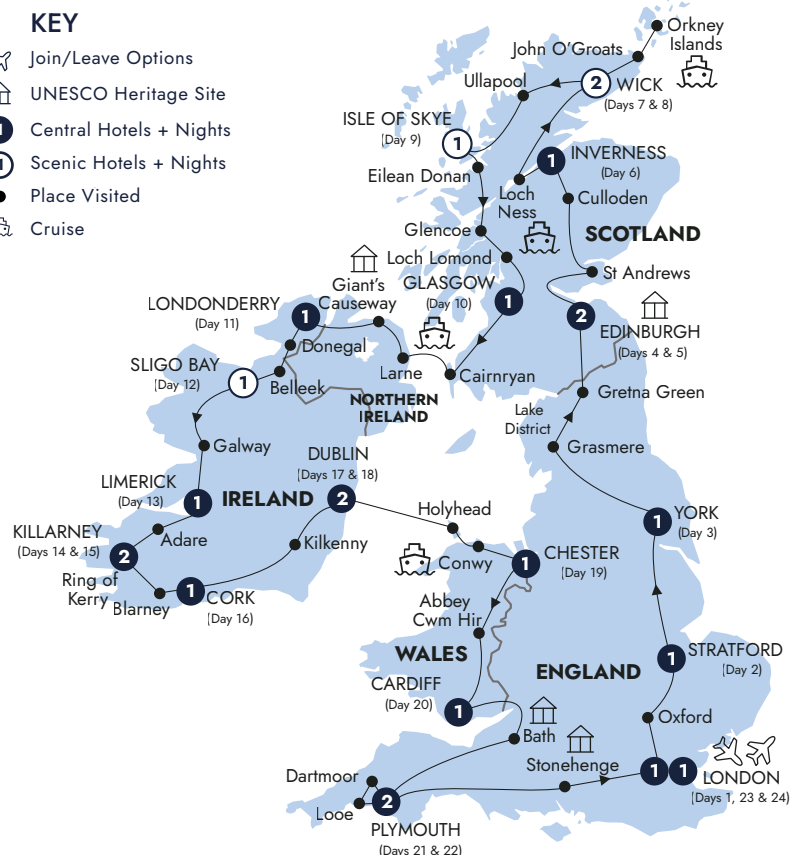 KEY
Join/Leave Options
UNESCO Heritage Site
1 Central Hotels + Nights
1 Scenic Hotels + Nights
Place Visited
Cruise
Orkney
Islands
John O'Groats
Ullapool
2 WICK
(Days 7 & 8)
ISLE OF SKYE
(Day 9)
1
Eilean Donan
1 INVERNESS
(Day 6)
Loch
Ness
Culloden
Glencoe
SCOTLAND
Loch Lomond
St Andrews
GLASGOW
(Day 10)
1
Giant's
Causeway
LONDONDERRY
(Day 11)
1
2
EDINBURGH
(Days 4 & 5)
Donegal
SLIGO BAY
(Day 12)
1
Belleek
Larne
Cairnryan
NORTHERN
IRELAND
Gretna Green
Lake
District
Grasmere
Galway
DUBLIN
(Days 17 & 18)
2
LIMERICK
(Day 13)
1
IRELAND
Holyhead
YORK
(Day 3)
1
KILLARNEY
(Days 14 & 15)
2
Adare
Kilkenny
Conwy
1 CHESTER
(Day 19)
Ring of
Kerry
Blarney
1 CORK
(Day 16)
Abbey
Cwm Hir
WALES
ENGLAND
1 STRATFORD
(Day 2)
CARDIFF
(Day 20)
1
Oxford
Bath
Stonehenge
1 1
LONDON
(Days 1, 23 & 24)
Dartmoor
Looe
2
PLYMOUTH
(Days 21 & 22)